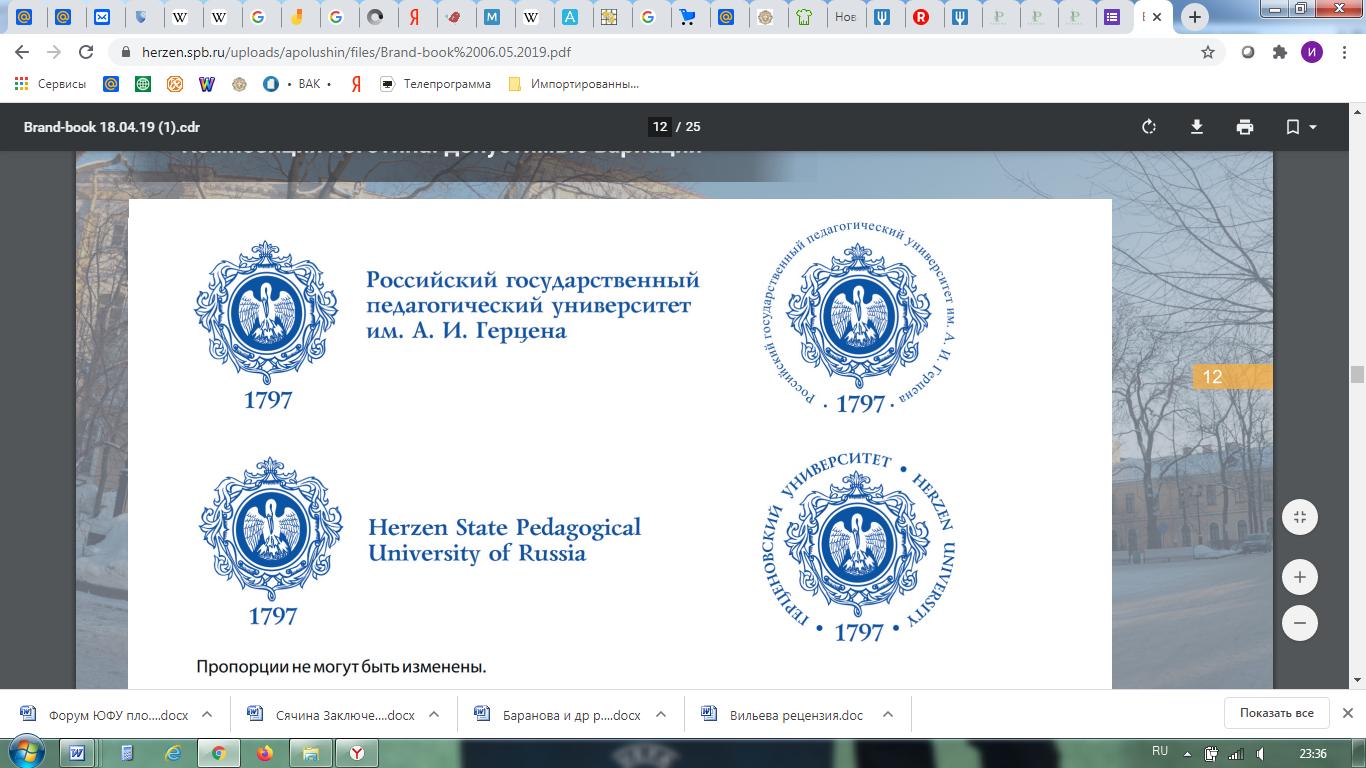 Нов
herzen.spb.ru/uploads/apolushin/files/Brand-book%2006.05.2019.pdf
И
Сервисы
• ВАК •
Телепрограмма
Импортированны...
Brand-book 18.04.19 (1).cdr
12 / 25
Российский государственный
педагогический университет
им. А. И. Герцена
1797
Российский государственный педагогический университет им. А. И. Герцена
· 1797 ·
12
Herzen State Pedagogical
University of Russia
1797
ГЕРЦЕНОВСКИЙ УНИВЕРСИТЕТ • HERZEN UNIVERSITY
• 1797 •
Пропорции не могут быть изменены.
Форум ЮФУ пло....docx
Сячина Заключе....docx
Баранова и др р....docx
Вильева рецензия.doc
Показать все
RU
23:36